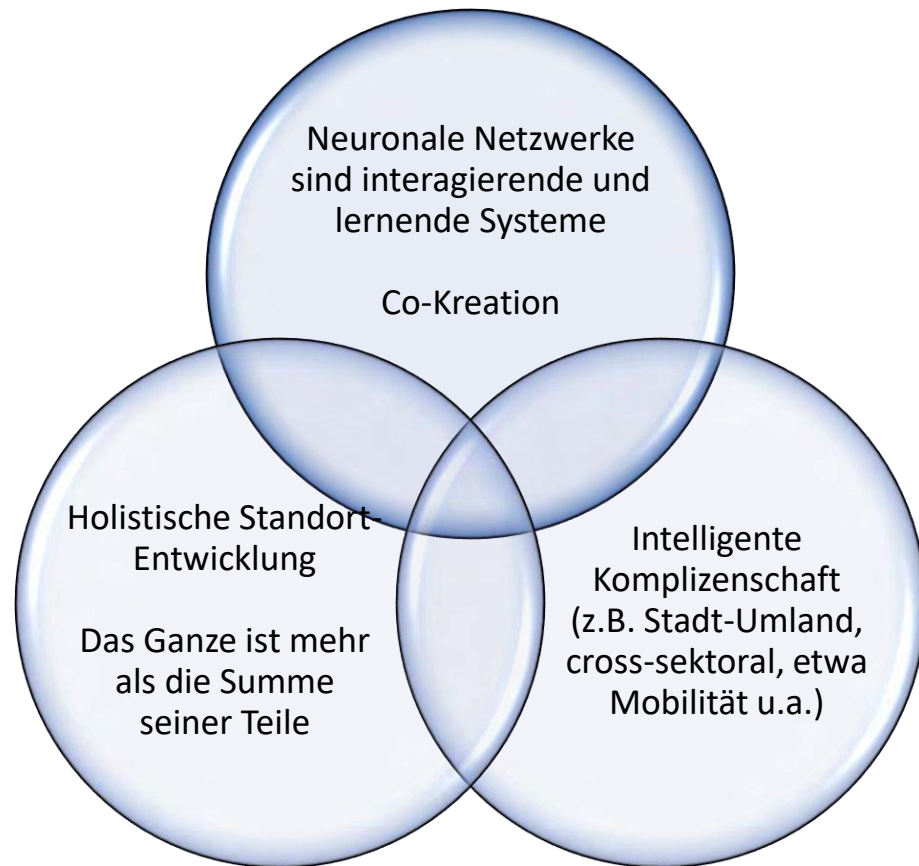 Neuronale Netzwerke
sind interagierende und
lernende Systeme
Co-Kreation
Holistische Standort-
Entwicklung
Das Ganze ist mehr
als die Summe
seiner Teile
Intelligente
Komplizenschaft
(z.B. Stadt-Umland,
cross-sektoral, etwa
Mobilität u.a.)